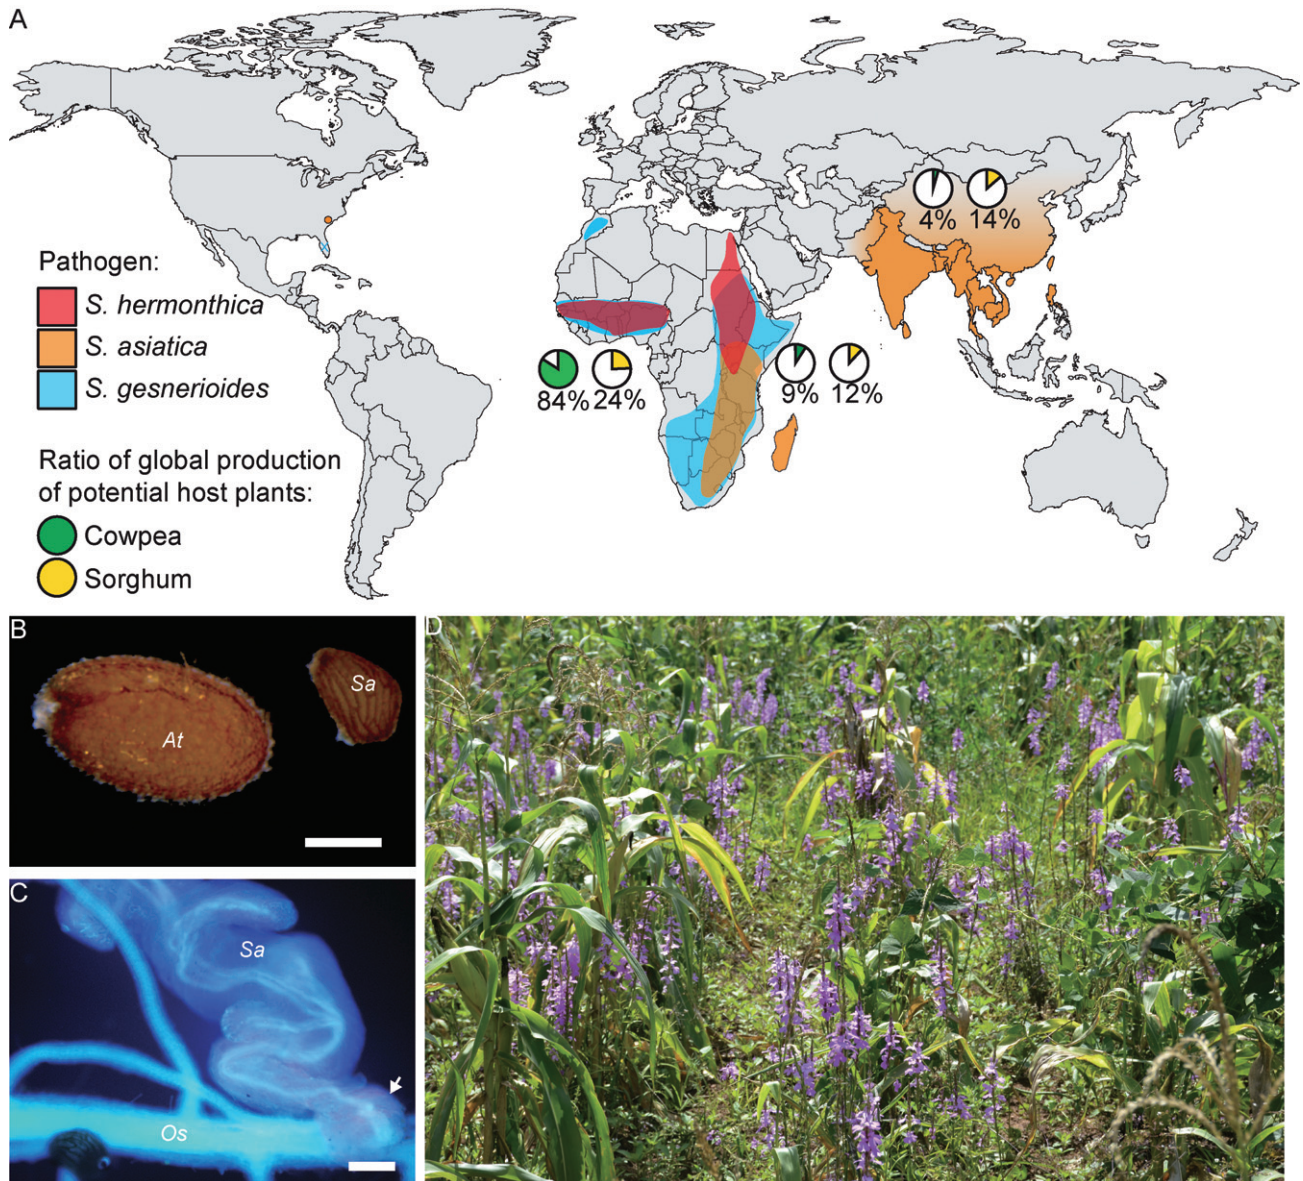 A
4%
14%
Pathogen:
S. hermonthica
S. asiatica
S. gesnerioides
84%
24%
9%
12%
Ratio of global production
of potential host plants:
Cowpea
Sorghum
B
At
Sa
C
Sa
Os
D